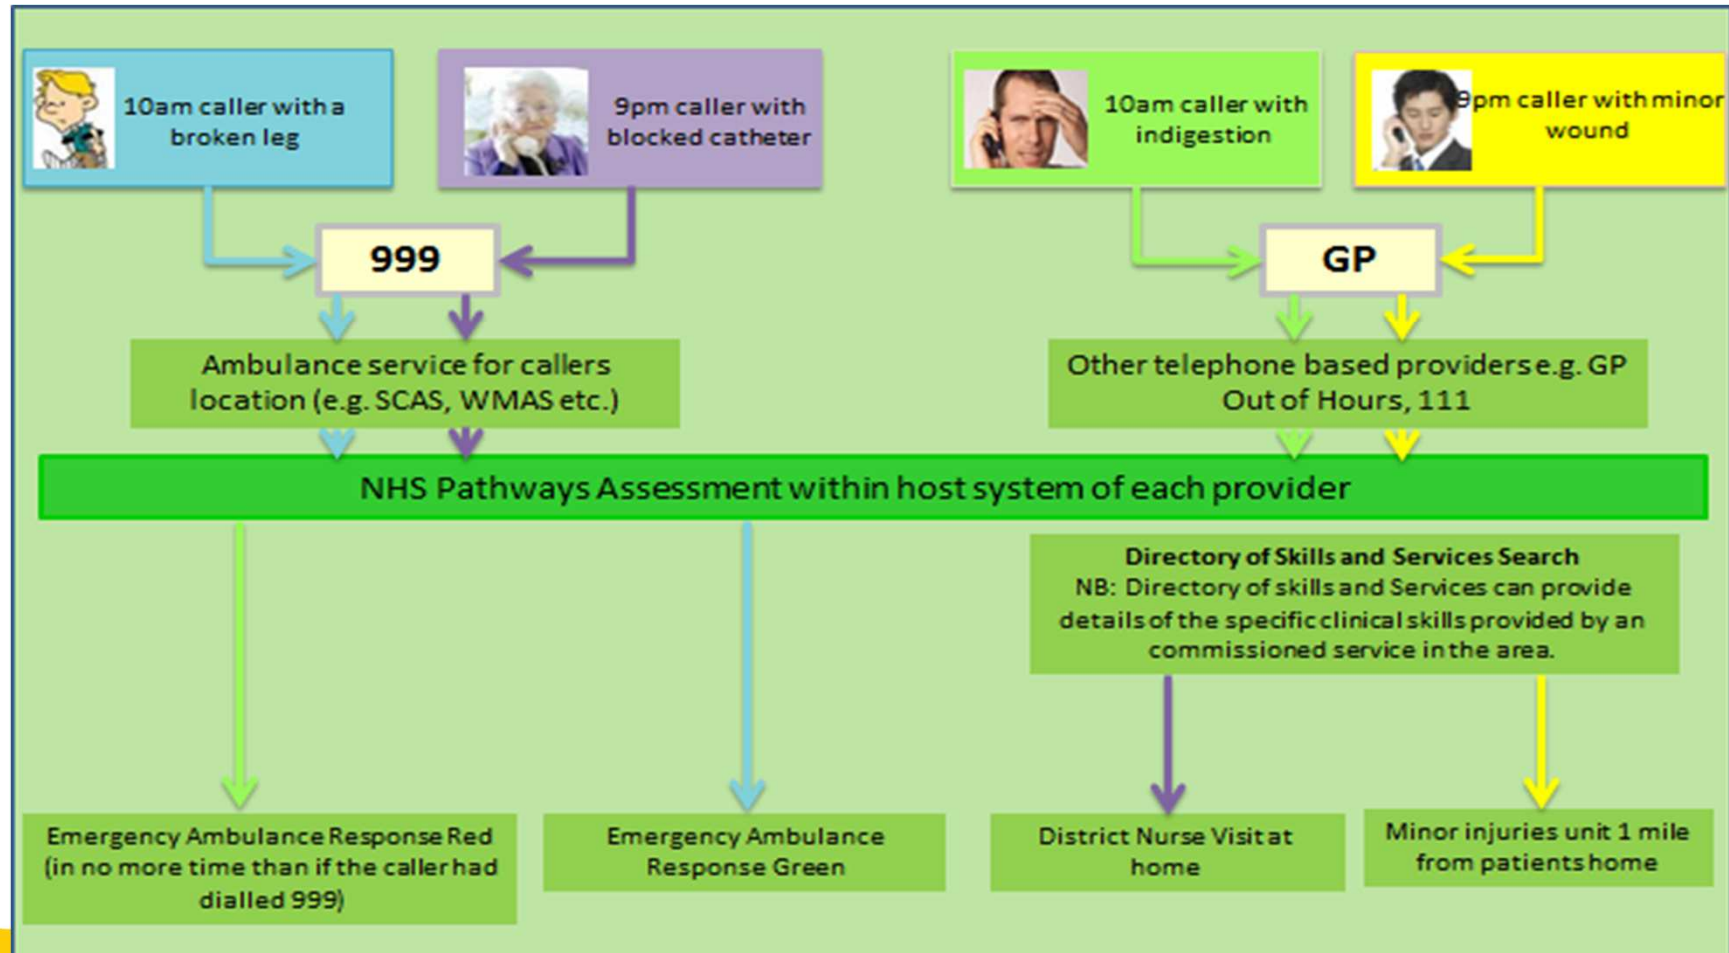 10am caller with a
broken leg
9pm caller with
blocked catheter
10am caller with
indigestion
9pm caller with minor
wound
999
GP
Ambulance service for callers
location (e.g. SCAS, WMAS etc.)
Other telephone based providers e.g. GP
Out of Hours, 111
NHS Pathways Assessment within host system of each provider
Directory of Skills and Services Search
NB: Directory of skills and Services can provide
details of the specific clinical skills provided by an
commissioned service in the area.
Emergency Ambulance Response Red
(in no more time than if the caller had
dialled 999)
Emergency Ambulance
Response Green
District Nurse Visit at
home
Minor injuries unit 1 mile
from patients home